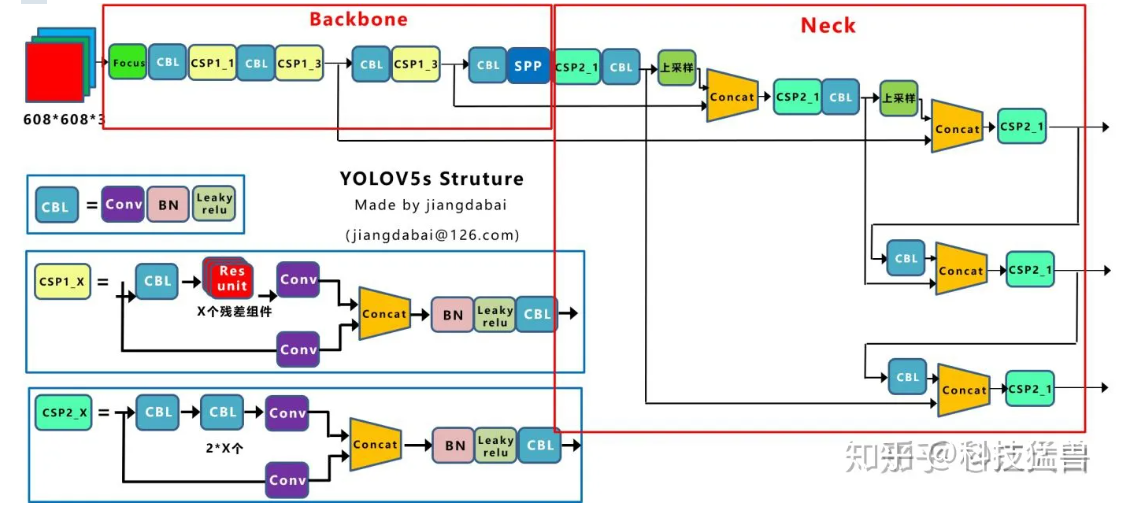 Backbone
Neck
608*608*3
Focus CBL CSP1_1 CBL CSP1_3 CBL CSP1_3 CBL SPP CSP2_1 CBL 上采样
Concat CSP2_1 CBL 上采样
Concat CSP2_1
YOLOV5s Struture
Made by jiangdabai
(jiangdabai@126.com)
CBL = Conv BN Leaky relu
CBL Concat CSP2_1
CSP1_X = CBL Res unit Conv
X个残差组件
Concat BN Leaky relu CBL
Conv
CBL Concat CSP2_1
CSP2_X = CBL CBL Conv
2*X个
Concat BN Leaky relu CBL
Conv
知乎 @科技猛兽